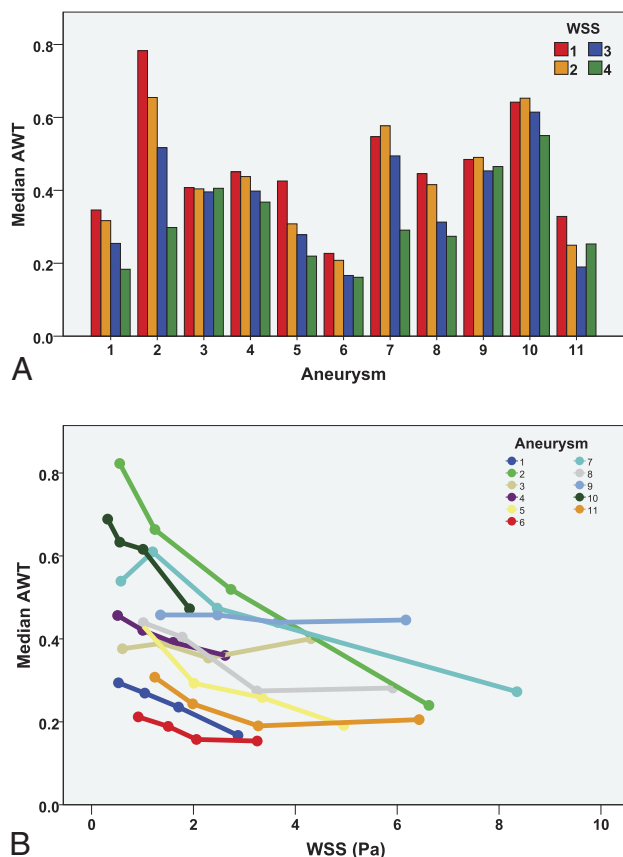 WSS
1 3
2 4
0.8
0.6
0.4
0.2
0.0
Median AWT
1 2 3 4 5 6 7 8 9 10 11
Aneurysm
A
Aneurysm
1 7
2 8
3 9
4 10
5 11
6
0.8
0.6
0.4
0.2
0.0
Median AWT
0 2 4 6 8 10
WSS (Pa)
B